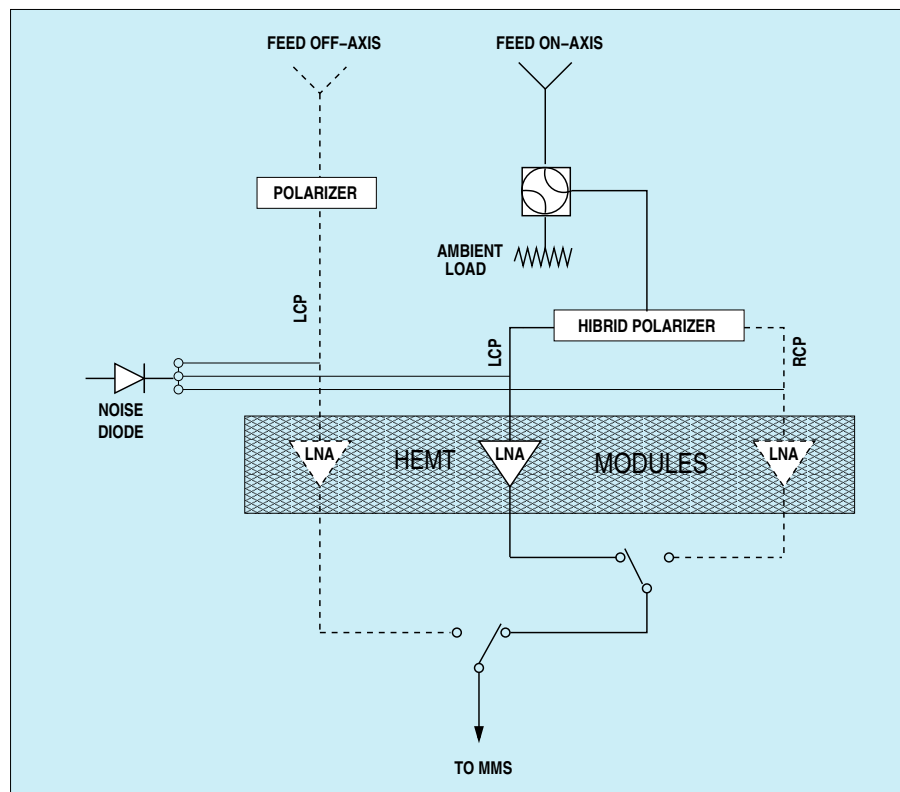 FEED OFF−AXIS
FEED ON−AXIS
POLARIZER
AMBIENT
LOAD
LCP
HIBRID POLARIZER
LCP
RCP
NOISE
DIODE
LNA
HEMT
LNA
MODULES
LNA
TO MMS